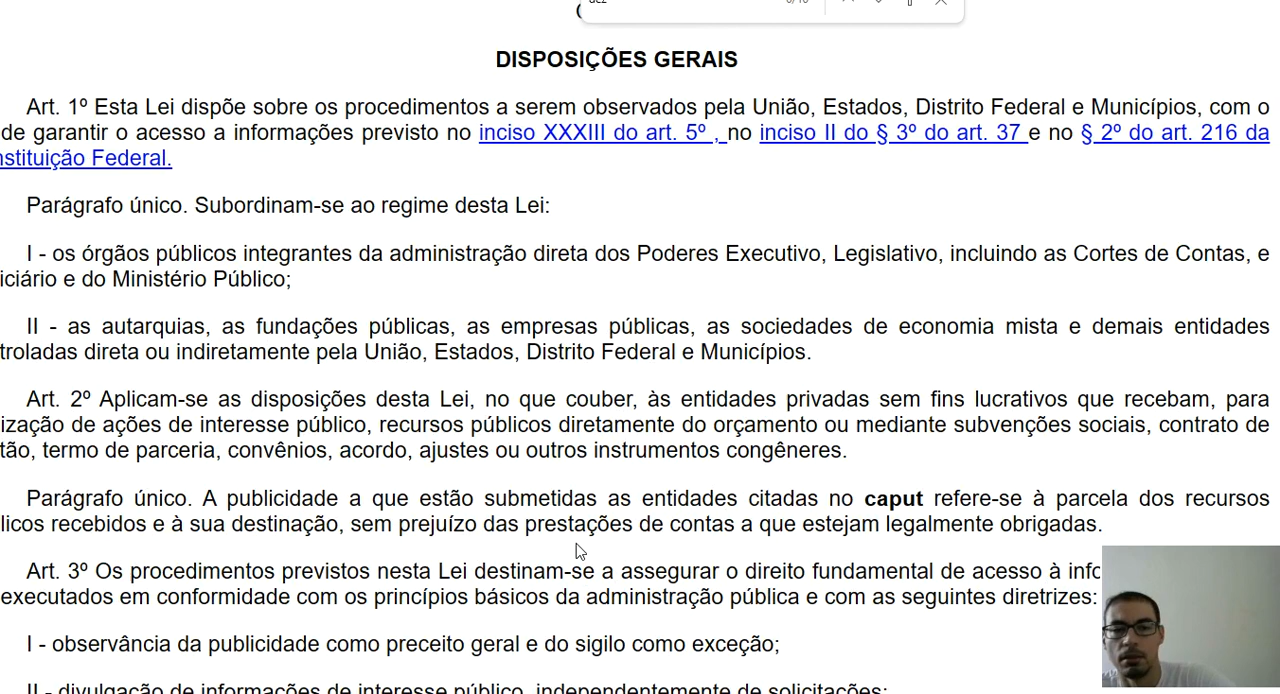 DISPOSIÇÕES GERAIS
Art. 1º Esta Lei dispõe sobre os procedimentos a serem observados pela União, Estados, Distrito Federal e Municípios, com o
de garantir o acesso a informações previsto no inciso XXXIII do art. 5º , no inciso II do § 3º do art. 37 e no § 2º do art. 216 da
nstituição Federal.
Parágrafo único. Subordinam-se ao regime desta Lei:
I - os órgãos públicos integrantes da administração direta dos Poderes Executivo, Legislativo, incluindo as Cortes de Contas, e
iciário e do Ministério Público;
II - as autarquias, as fundações públicas, as empresas públicas, as sociedades de economia mista e demais entidades
troladas direta ou indiretamente pela União, Estados, Distrito Federal e Municípios.
Art. 2º Aplicam-se as disposições desta Lei, no que couber, às entidades privadas sem fins lucrativos que recebam, para
ização de ações de interesse público, recursos públicos diretamente do orçamento ou mediante subvenções sociais, contrato de
tão, termo de parceria, convênios, acordo, ajustes ou outros instrumentos congêneres.
Parágrafo único. A publicidade a que estão submetidas as entidades citadas no caput refere-se à parcela dos recursos
licos recebidos e à sua destinação, sem prejuízo das prestações de contas a que estejam legalmente obrigadas.
Art. 3º Os procedimentos previstos nesta Lei destinam-se a assegurar o direito fundamental de acesso à info
executados em conformidade com os princípios básicos da administração pública e com as seguintes diretrizes:
I - observância da publicidade como preceito geral e do sigilo como exceção;
II - divulgação de informações de interesse público, independentemente de solicitações;